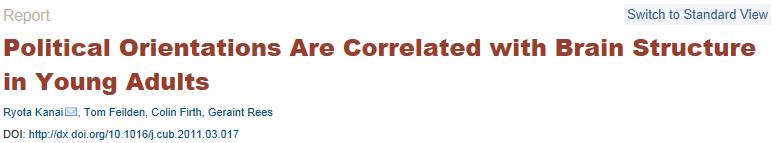 Report
Switch to Standard View
Political Orientations Are Correlated with Brain Structure
in Young Adults
Ryota Kanai, Tom Feilden, Colin Firth, Geraint Rees
DOI: http://dx.doi.org/10.1016/j.cub.2011.03.017